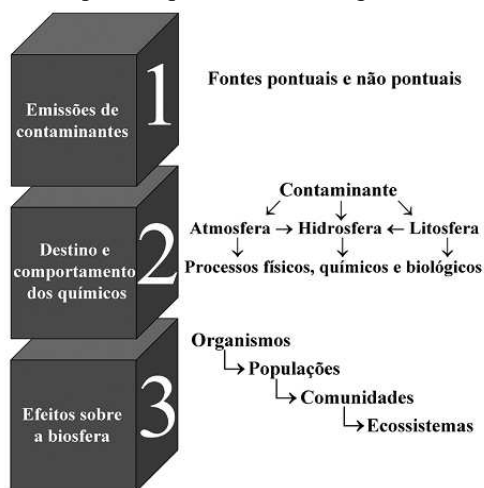 1
Fontes pontuais e não pontuais
Emissões de
contaminantes
2
Destino e
comportamento
dos químicos
Contaminante
Atmosfera → Hidrosfera ← Litosfera
Processos físicos, químicos e biológicos
3
Efeitos sobre
a biosfera
Organismos
Populações
Comunidades
Ecossistemas